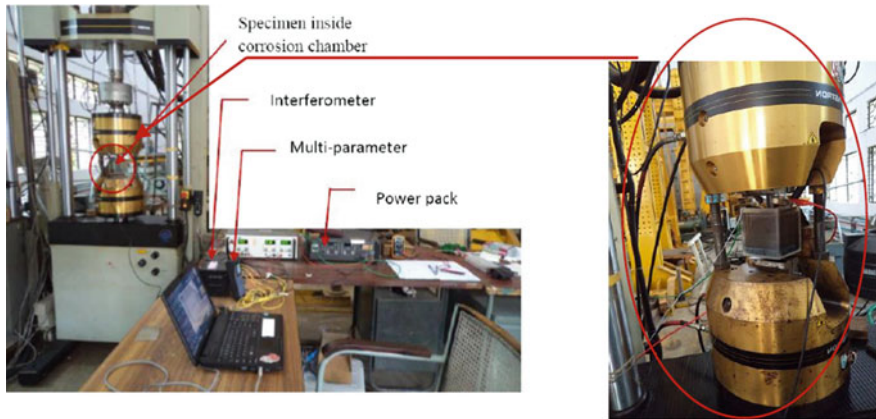 Specimen inside
corrosion chamber
Interferometer
Multi-parameter
Power pack